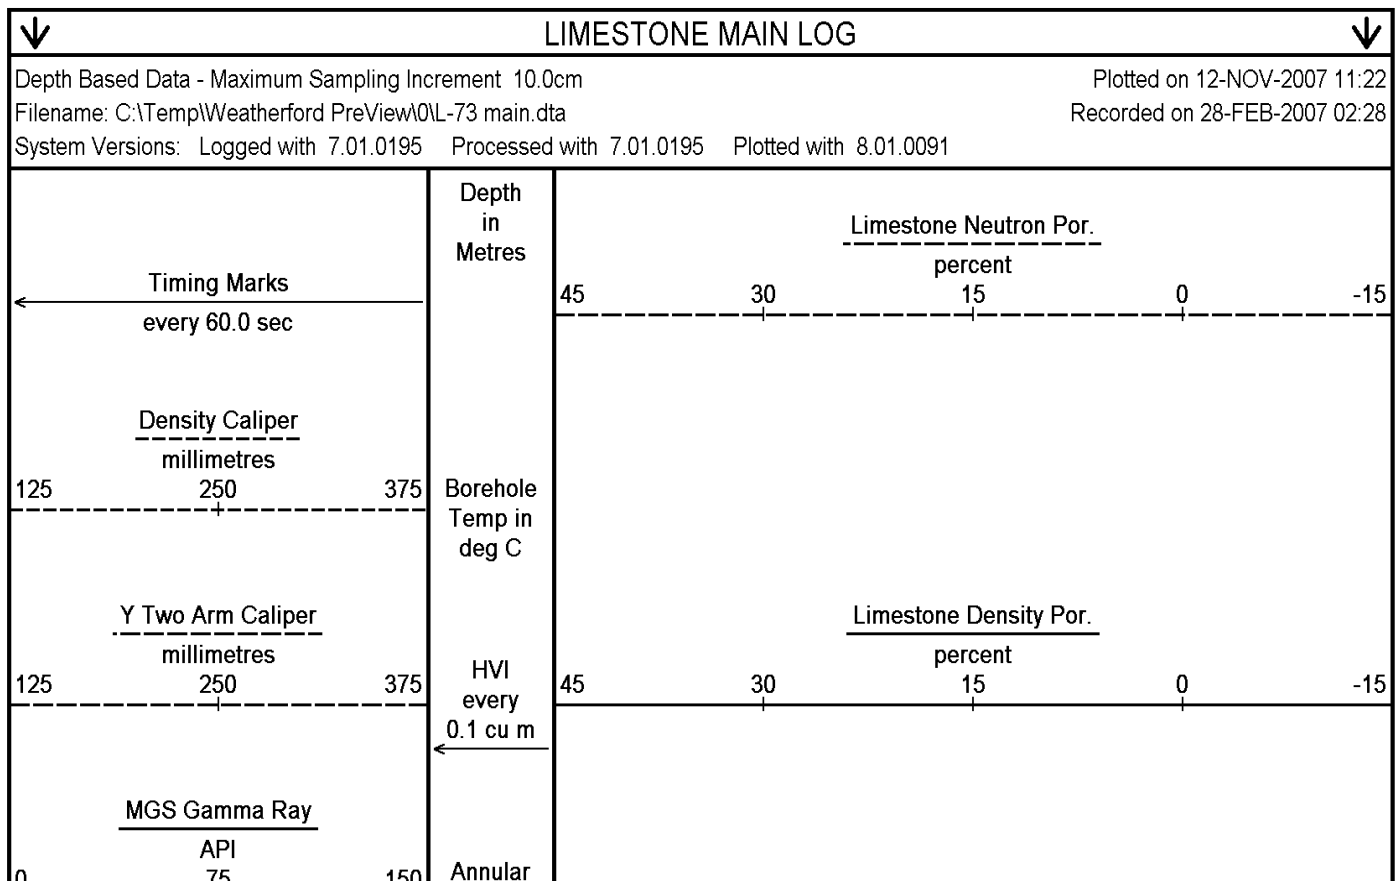 LIMESTONE MAIN LOG
Depth Based Data - Maximum Sampling Increment 10.0cm
Plotted on 12-NOV-2007 11:22
Filename: C:\Temp\Weatherford PreView\0\L-73 main.dta
Recorded on 28-FEB-2007 02:28
System Versions: Logged with 7.01.0195 Processed with 7.01.0195 Plotted with 8.01.0091
Timing Marks
every 60.0 sec
Density Caliper
millimetres
125 250 375
Y Two Arm Caliper
millimetres
125 250 375
MGS Gamma Ray
API
0 75 150
Depth
in
Metres
Borehole
Temp in
deg C
HVI
every
0.1 cu m
Annular
Limestone Neutron Por.
percent
45 30 15 0 -15
Limestone Density Por.
percent
45 30 15 0 -15